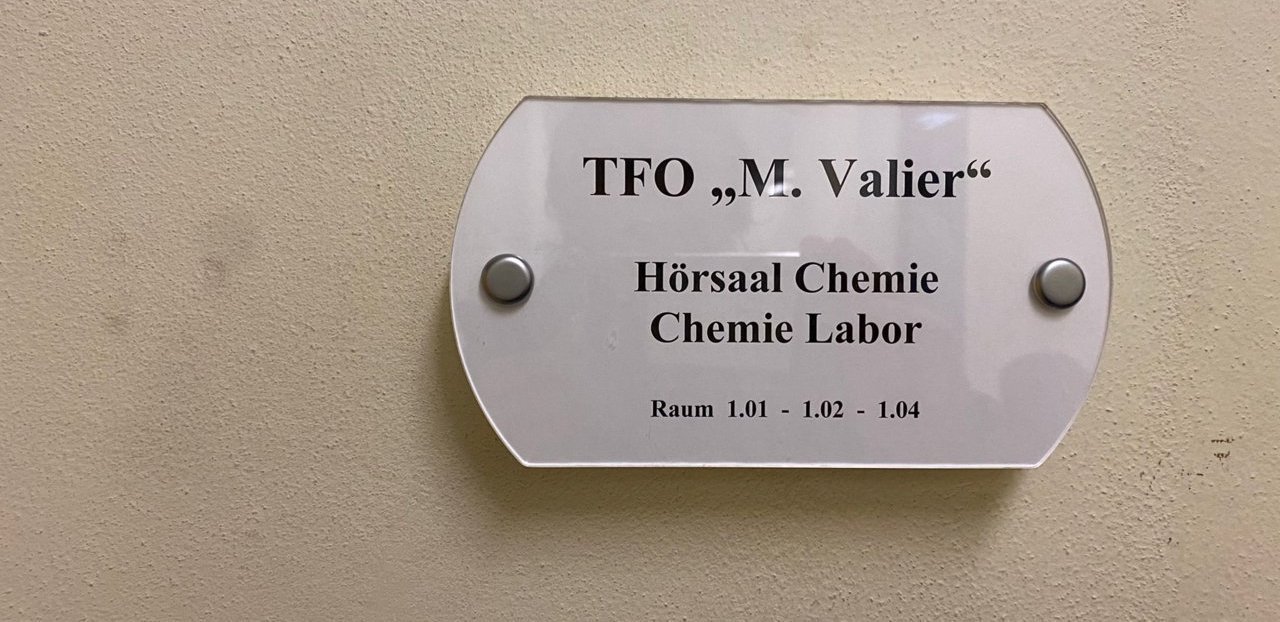 TFO „M. Valier“
Hörsaal Chemie
Chemie Labor
Raum 1.01 - 1.02 - 1.04